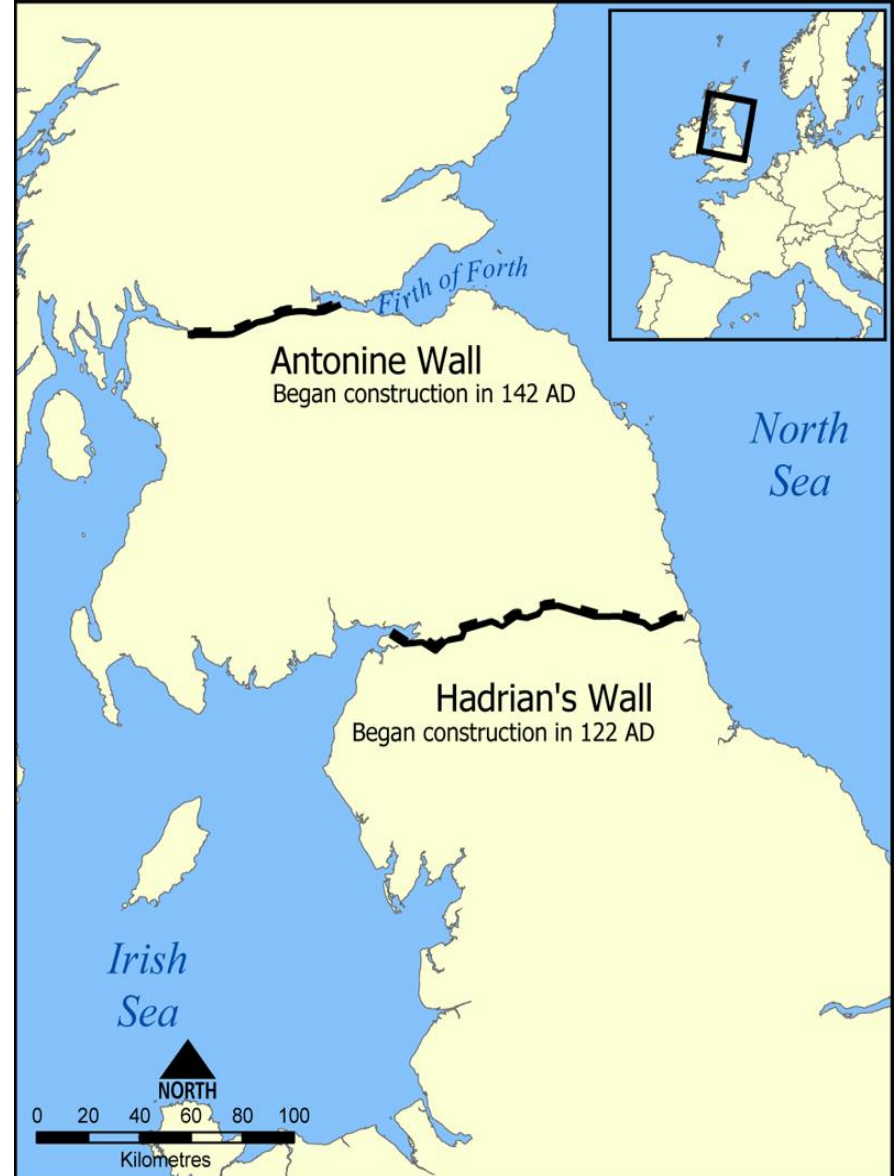 Firth of Forth
Antonine Wall
Began construction in 142 AD
North
Sea
Hadrian's Wall
Began construction in 122 AD
Irish
Sea
NORTH
0 20 40 60 80 100
Kilometres